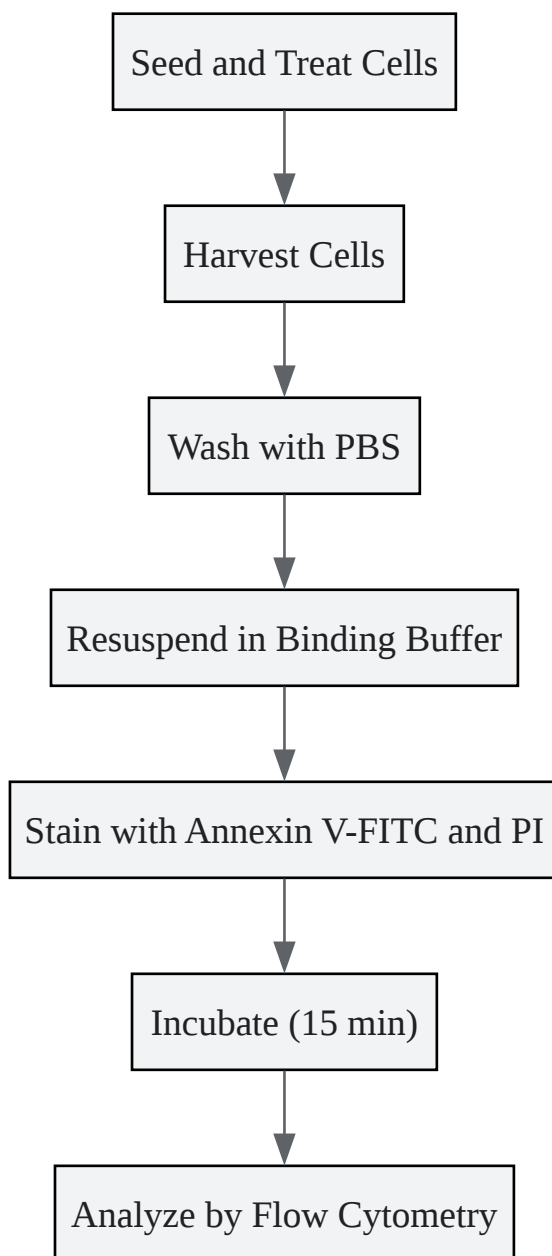 Seed and Treat Cells
Harvest Cells
Wash with PBS
Resuspend in Binding Buffer
Stain with Annexin V-FITC and PI
Incubate (15 min)
Analyze by Flow Cytometry